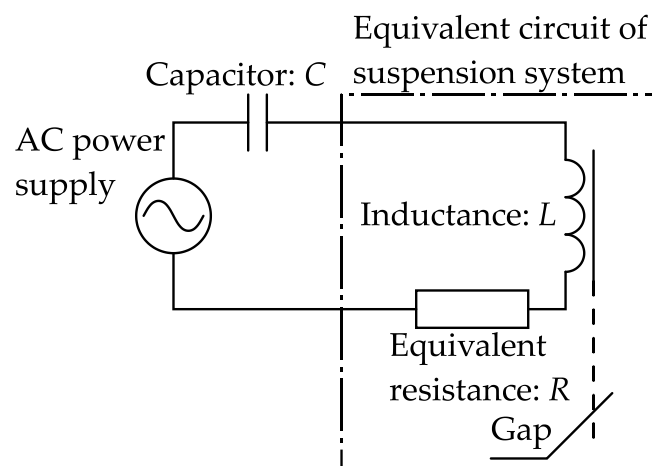 Equivalent circuit of
suspension system
Capacitor: C
AC power
supply
Inductance: L
Equivalent
resistance: R
Gap